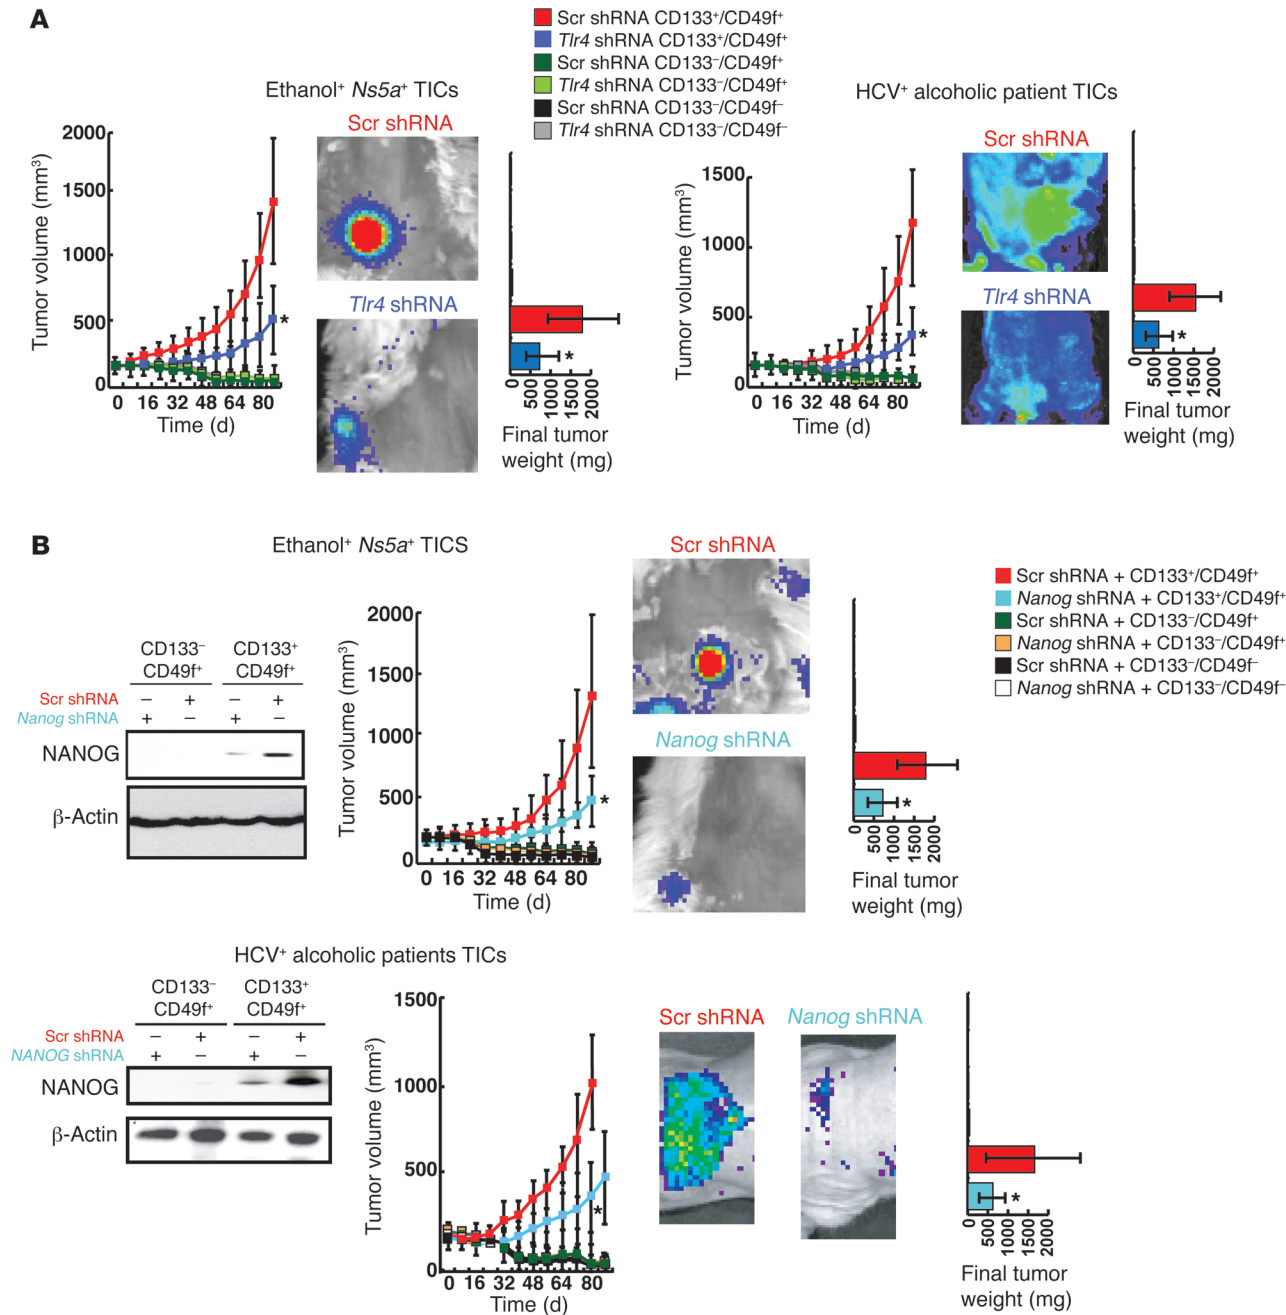 A
Scr shRNA CD133⁺/CD49f⁺
Tlr4 shRNA CD133⁺/CD49f⁺
Scr shRNA CD133⁻/CD49f⁺
Tlr4 shRNA CD133⁻/CD49f⁺
Scr shRNA CD133⁻/CD49f⁻
Tlr4 shRNA CD133⁻/CD49f⁻
Ethanol⁺ Ns5a⁺ TICs
Tumor volume (mm³)
2000
1500
1000
500
0
0 16 32 48 64 80
Time (d)
*
Scr shRNA
Tlr4 shRNA
*
0 500 1000 1500 2000
Final tumor
weight (mg)
HCV⁺ alcoholic patient TICs
Tumor volume (mm³)
1500
1000
500
0
0 16 32 48 64 80
Time (d)
*
Scr shRNA
Tlr4 shRNA
*
0 500 1000 1500 2000
Final tumor
weight (mg)
B
Ethanol⁺ Ns5a⁺ TICS
CD133⁻ CD133⁺
CD49f⁺ CD49f⁺
Scr shRNA – + – +
Nanog shRNA + – + –
NANOG
β-Actin
Tumor volume (mm³)
2000
1500
1000
500
0
0 16 32 48 64 80
Time (d)
*
Scr shRNA
Nanog shRNA
*
0 500 1000 1500 2000
Final tumor
weight (mg)
Scr shRNA + CD133⁺/CD49f⁺
Nanog shRNA + CD133⁺/CD49f⁺
Scr shRNA + CD133⁻/CD49f⁺
Nanog shRNA + CD133⁻/CD49f⁺
Scr shRNA + CD133⁻/CD49f⁻
Nanog shRNA + CD133⁻/CD49f⁻
HCV⁺ alcoholic patients TICs
CD133⁻ CD133⁺
CD49f⁺ CD49f⁺
Scr shRNA – + – +
NANOG shRNA + – + –
NANOG
β-Actin
Tumor volume (mm³)
1500
1000
500
0
0 16 32 48 64 80
Time (d)
*
Scr shRNA
Nanog shRNA
*
0 500 1000 1500 2000
Final tumor
weight (mg)